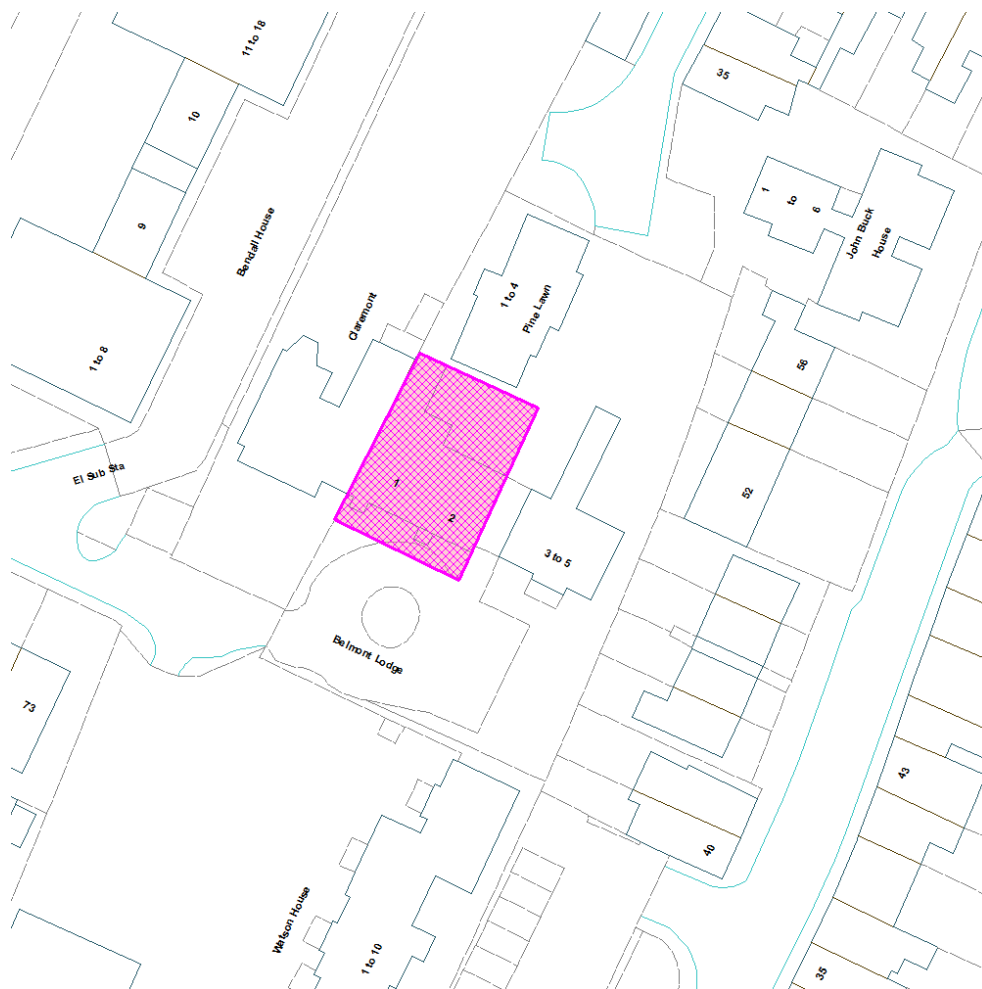 11 to 18
35
10
1
to
6
John Buck
House
9
Bendall House
1 to 4
Pine Lawn
Claremont
1 to 8
56
El Sub Sta
1
52
2
3 to 5
Belmont Lodge
73
43
40
Watson House
1 to 10
35